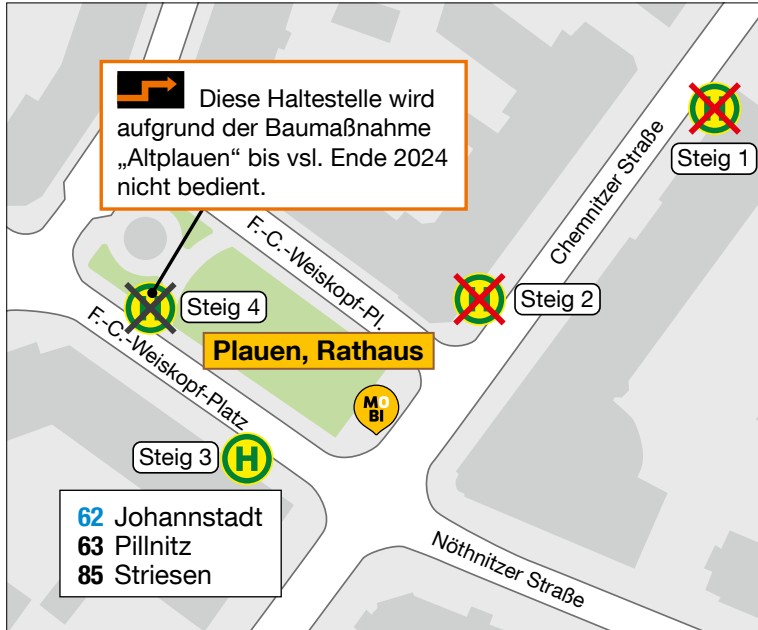 Diese Haltestelle wird
aufgrund der Baumaßnahme
„Altplauen“ bis vsl. Ende 2024
nicht bedient.
H
Steig 1
Chemnitzer Straße
F.-C.-Weiskopf-Pl.
H
Steig 2
H
Steig 4
Plauen, Rathaus
F.-C.-Weiskopf-Platz
MO
BI
Steig 3
H
62 Johannstadt
63 Pillnitz
85 Striesen
Nöthnitzer Straße